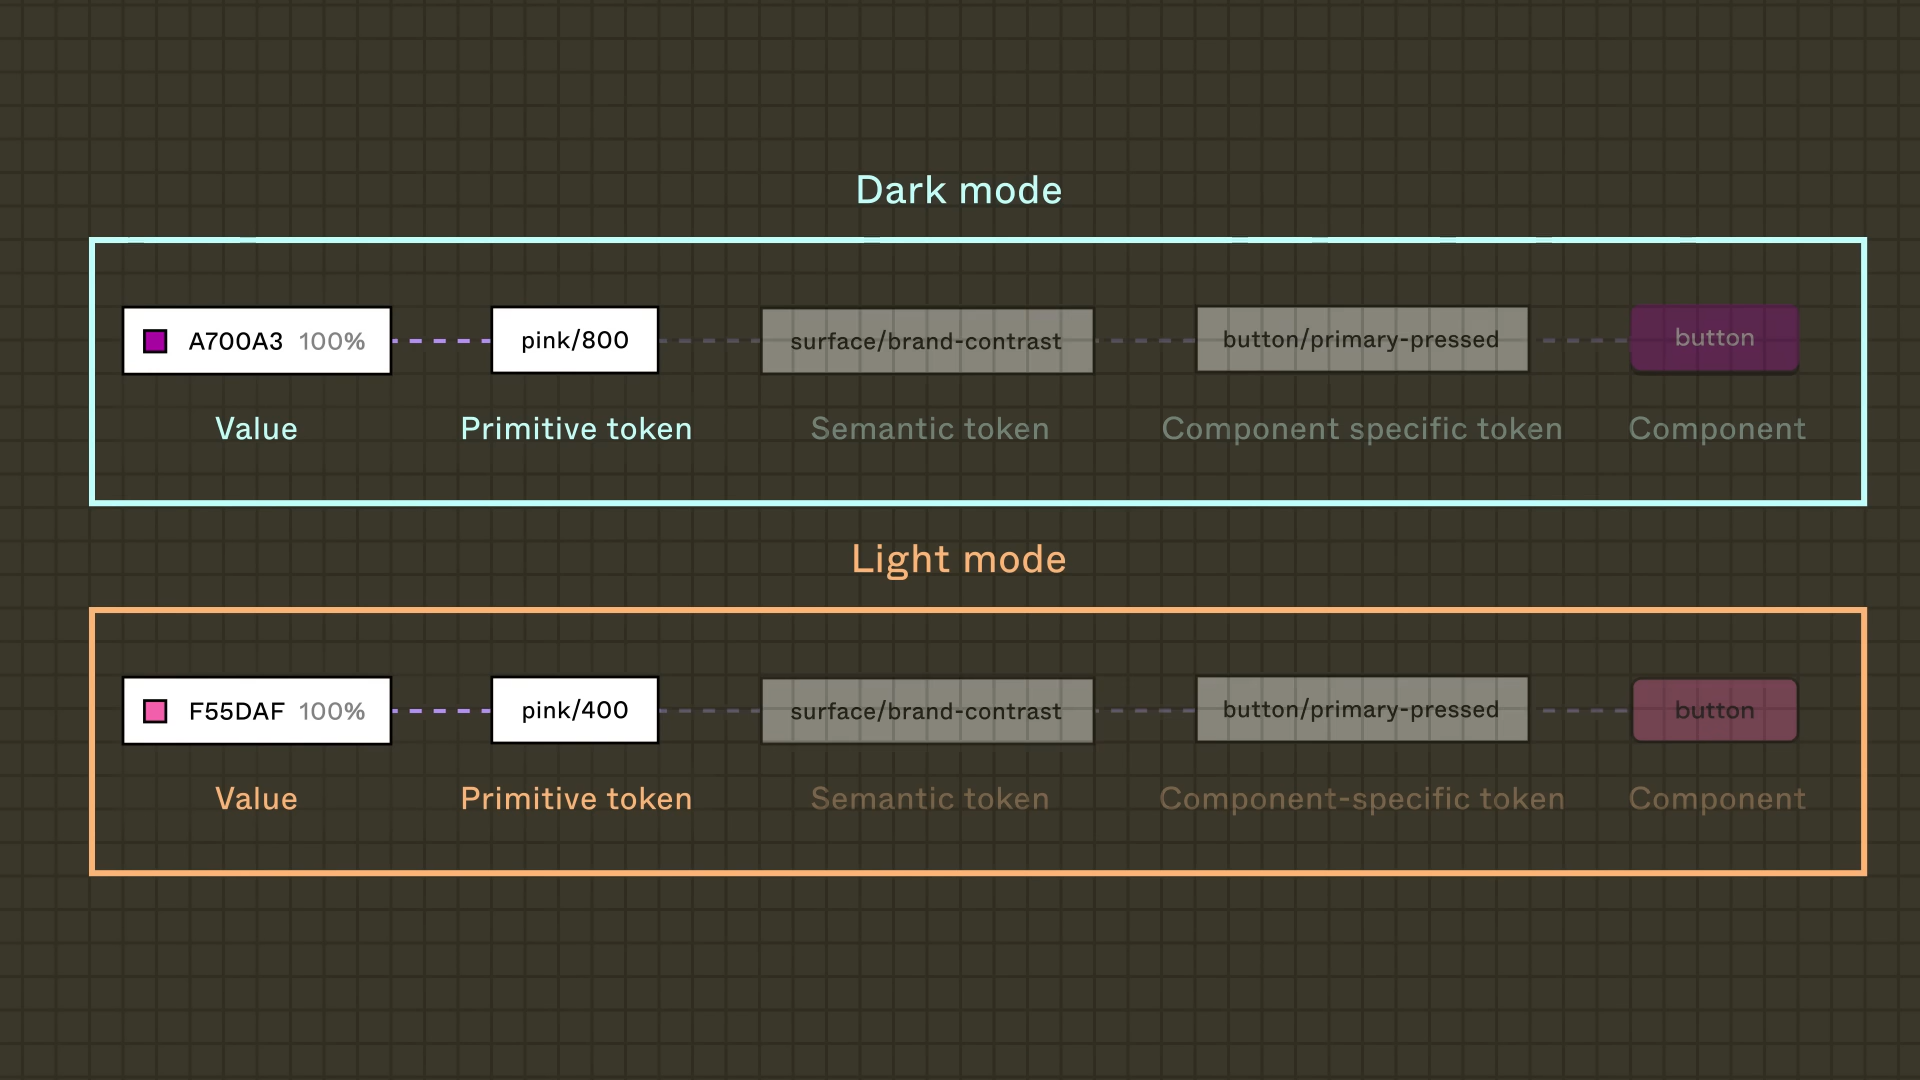 Dark mode
A700A3 100%
pink/800
surface/brand-contrast
button/primary-pressed
button
Value
Primitive token
Semantic token
Component specific token
Component
Light mode
F55DAF 100%
pink/400
surface/brand-contrast
button/primary-pressed
button
Value
Primitive token
Semantic token
Component-specific token
Component